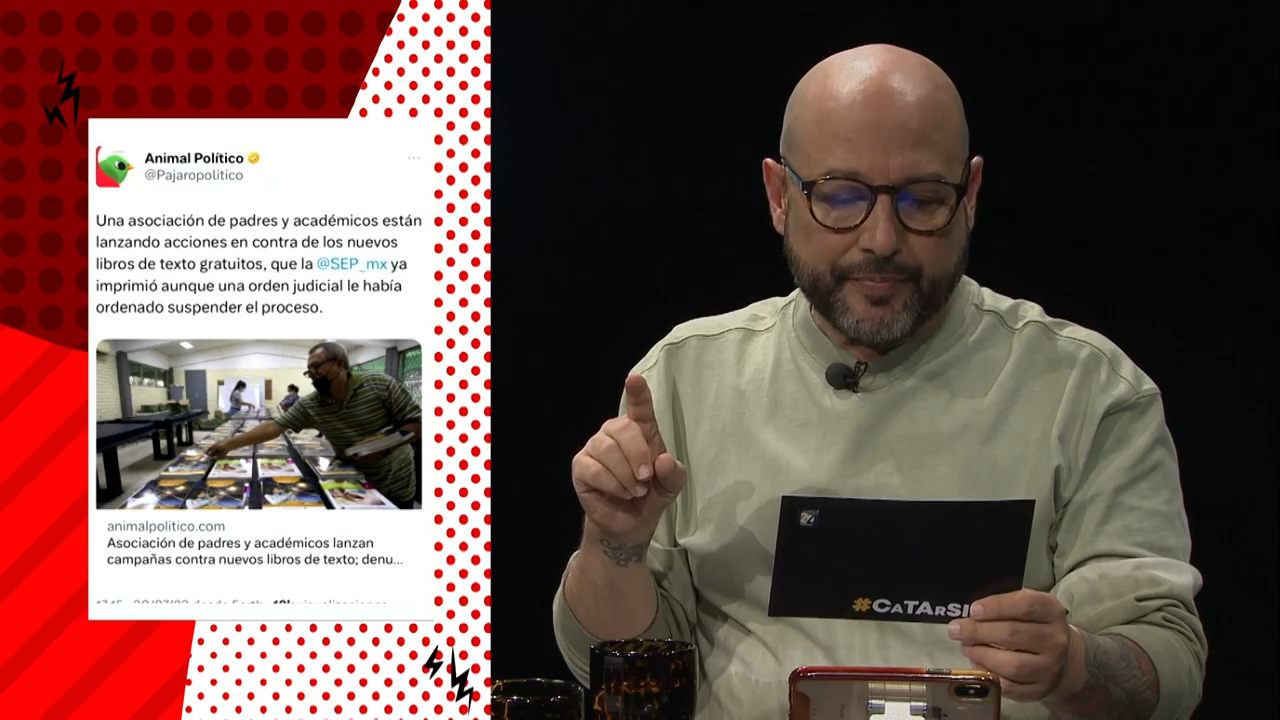 Animal Político
@Pajaropolitico
Una asociación de padres y académicos están
lanzando acciones en contra de los nuevos
libros de texto gratuitos, que la @SEP_mx ya
imprimió aunque una orden judicial le había
ordenado suspender el proceso.
animalpolitico.com
Asociación de padres y académicos lanzan
campañas contra nuevos libros de texto; denu...
22
#CaTArSI